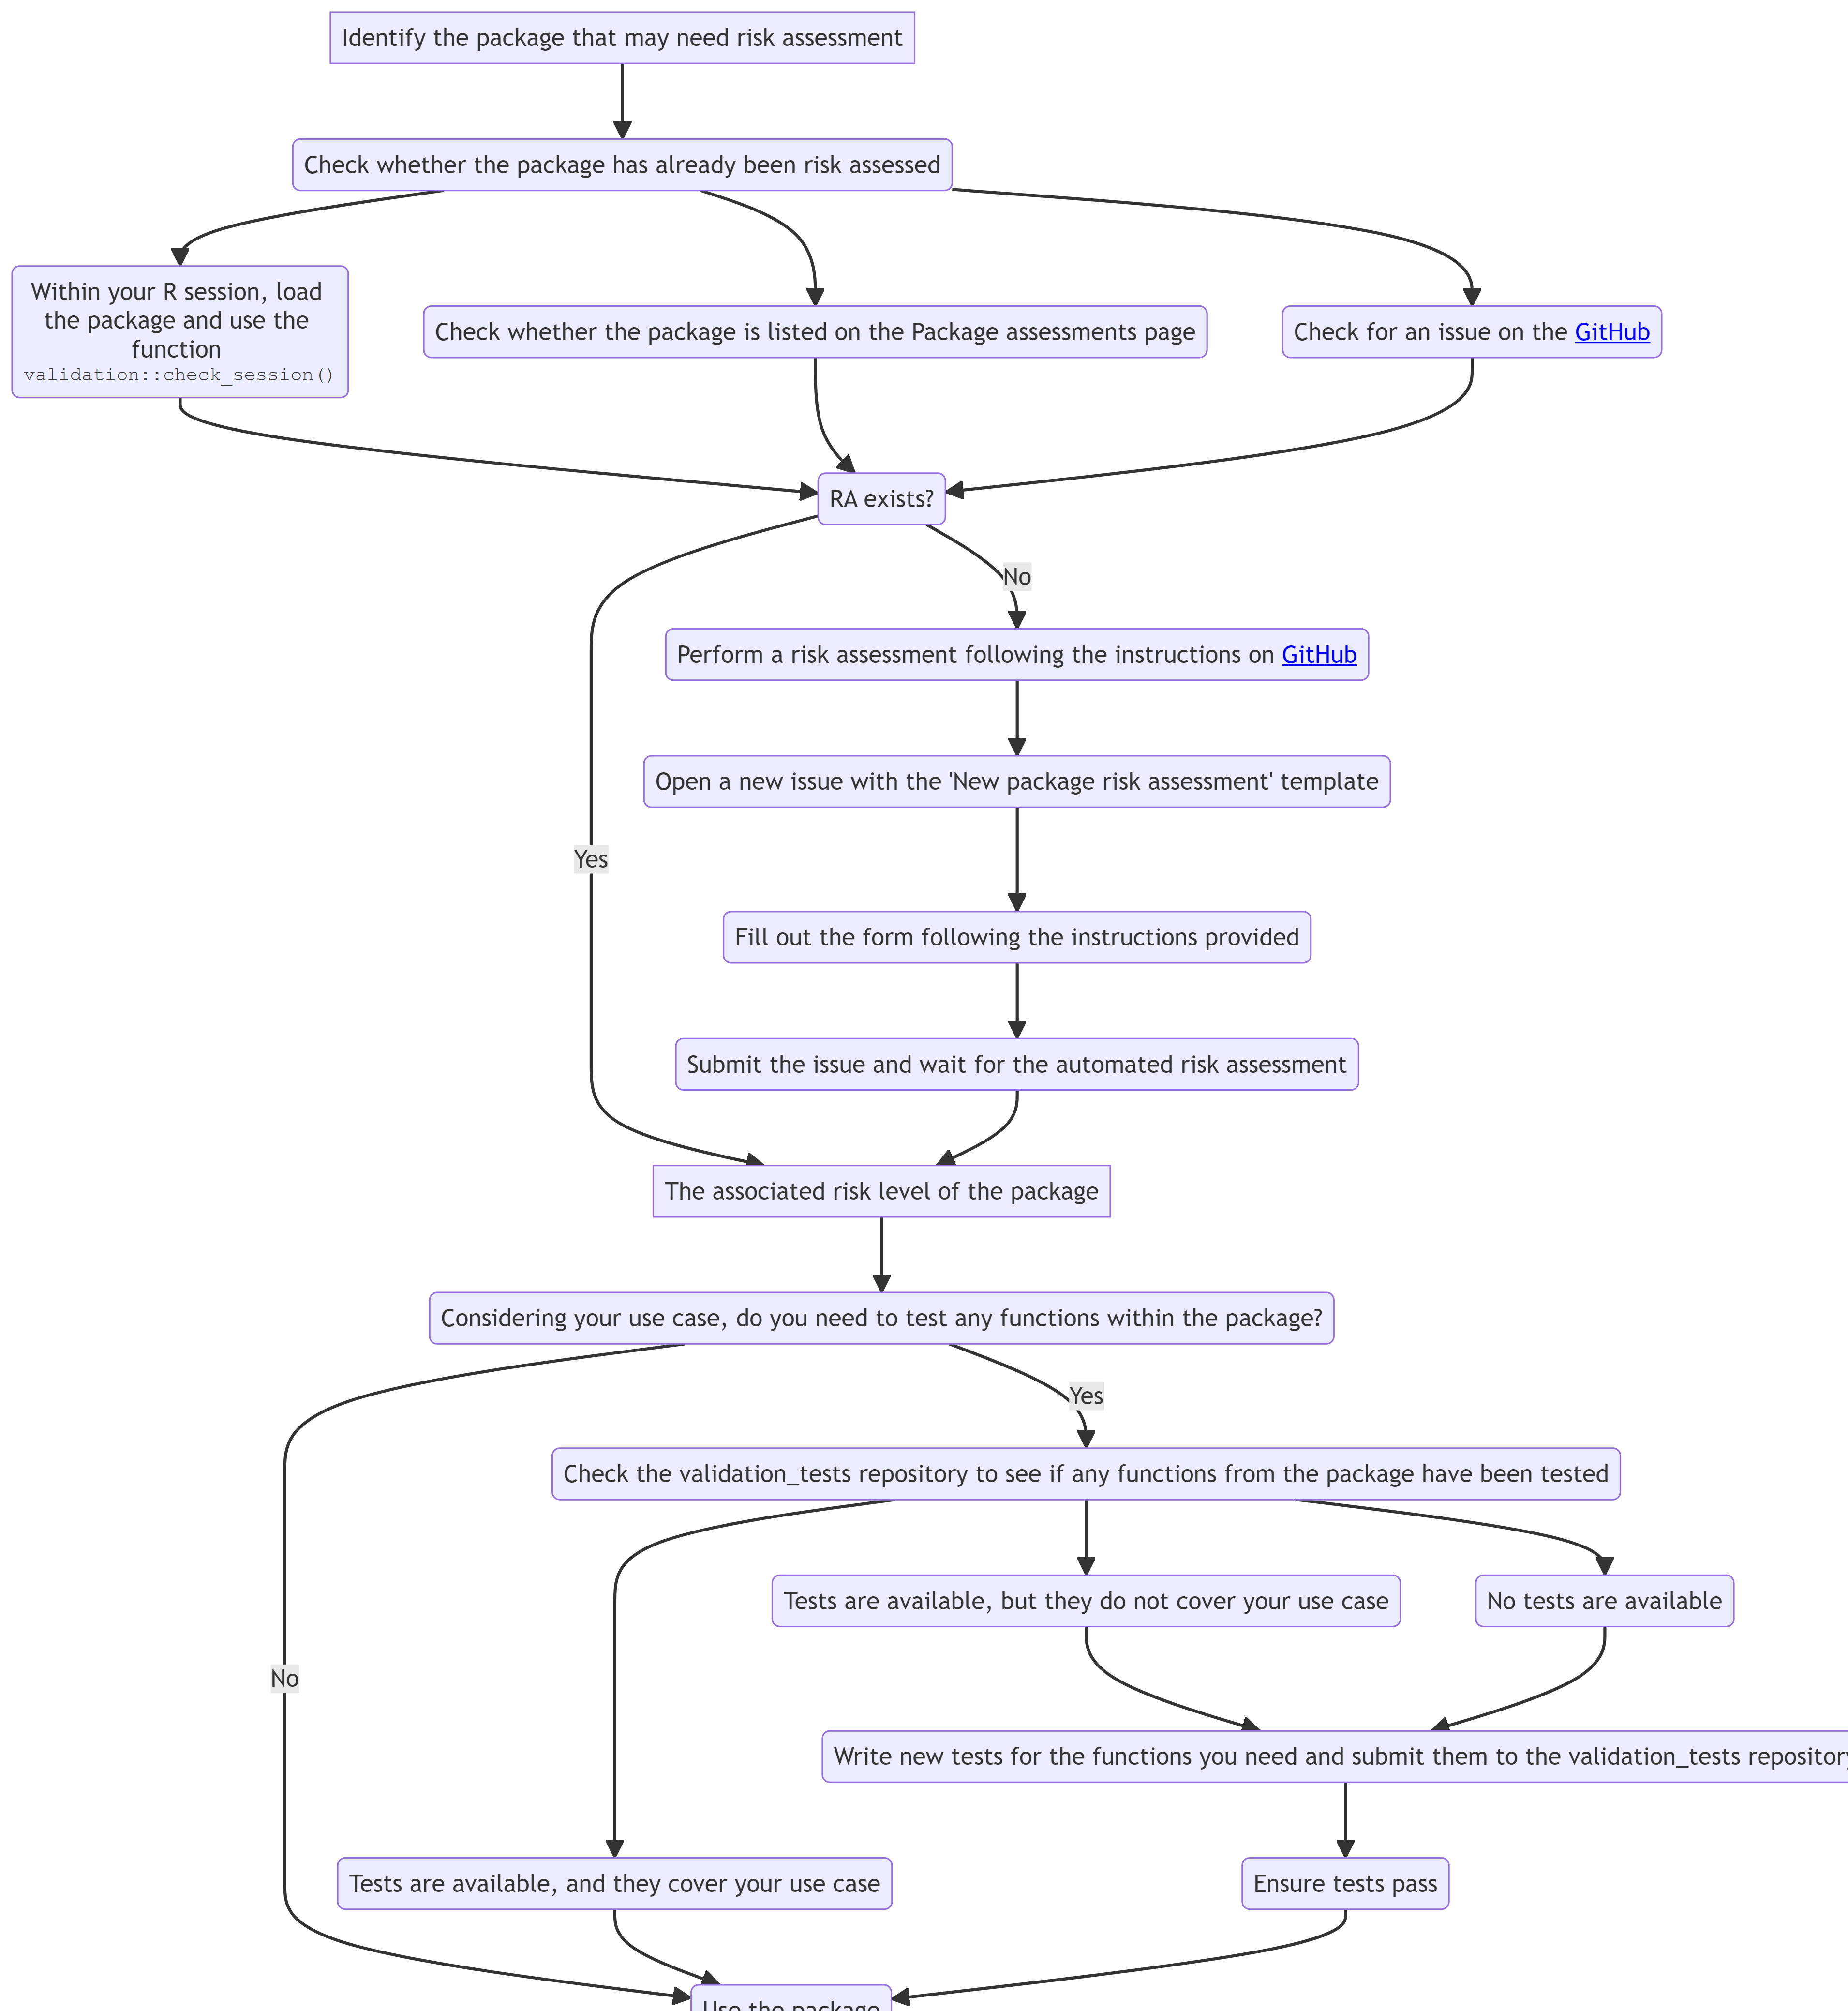 Identify the package that may need risk assessment
Check whether the package has already been risk assessed
Within your R session, load
the package and use the
function
validation::check_session()
Check whether the package is listed on the Package assessments page
Check for an issue on the GitHub
RA exists?
No
Perform a risk assessment following the instructions on GitHub
Open a new issue with the 'New package risk assessment' template
Yes
Fill out the form following the instructions provided
Submit the issue and wait for the automated risk assessment
The associated risk level of the package
Considering your use case, do you need to test any functions within the package?
Yes
Check the validation_tests repository to see if any functions from the package have been tested
Tests are available, but they do not cover your use case
No tests are available
No
Write new tests for the functions you need and submit them to the validation_tests repository
Tests are available, and they cover your use case
Ensure tests pass
Use the package